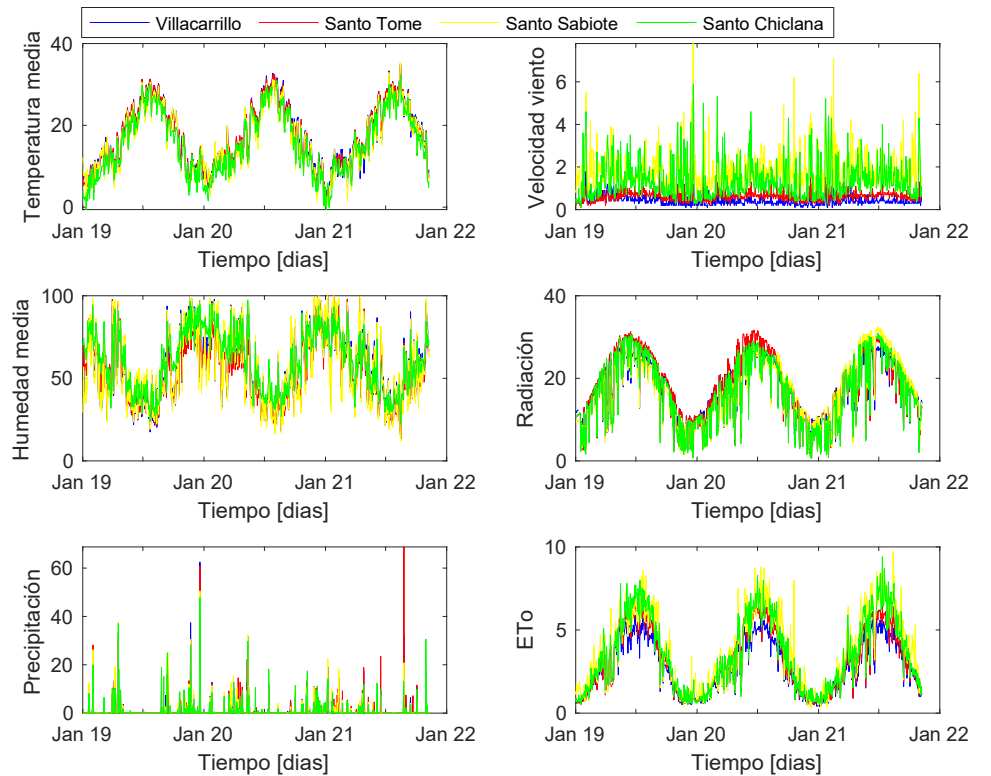 Villacarrillo Santo Tome Santo Sabiote Santo Chiclana
Temperatura media
40
20
0
Jan 19 Jan 20 Jan 21 Jan 22
Tiempo [dias]
Velocidad viento
6
4
2
0
Jan 19 Jan 20 Jan 21 Jan 22
Tiempo [dias]
Humedad media
100
50
0
Jan 19 Jan 20 Jan 21 Jan 22
Tiempo [dias]
Radiación
40
20
0
Jan 19 Jan 20 Jan 21 Jan 22
Tiempo [dias]
Precipitación
60
40
20
0
Jan 19 Jan 20 Jan 21 Jan 22
Tiempo [dias]
ETo
10
5
0
Jan 19 Jan 20 Jan 21 Jan 22
Tiempo [dias]